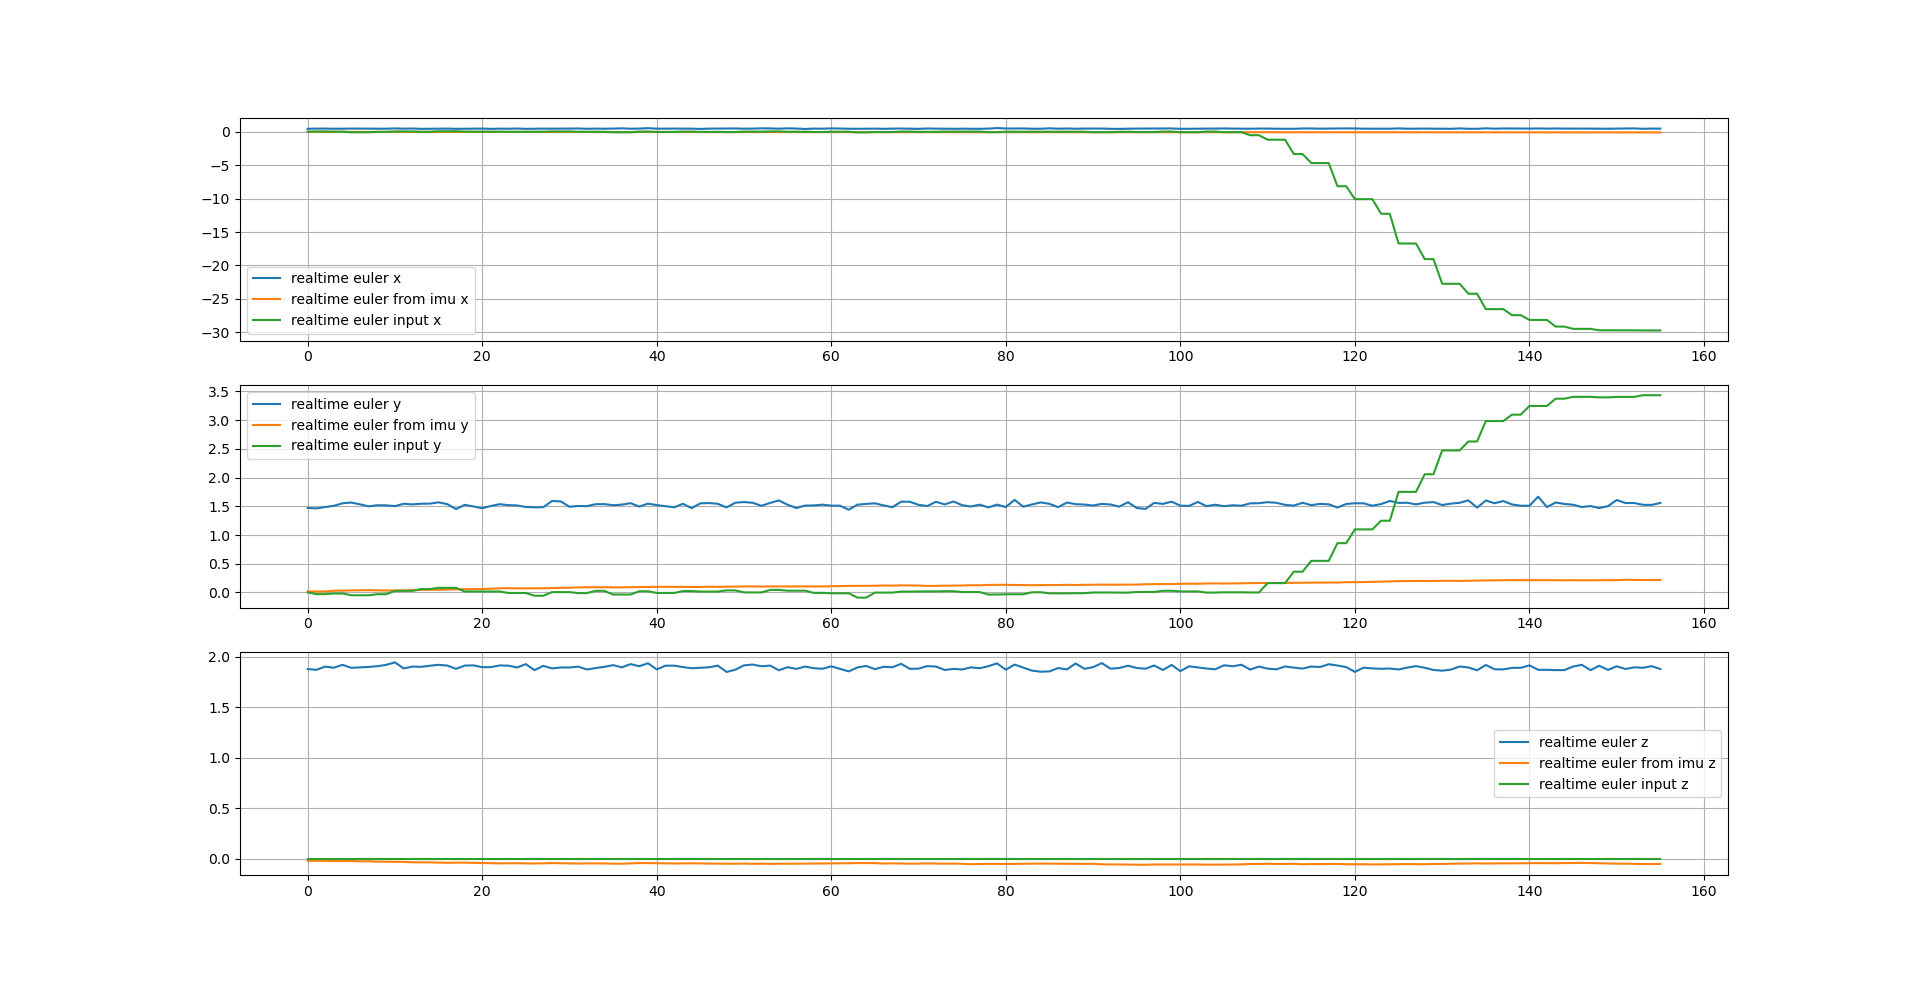 0
−5
−10
−15
−20
−25
−30
realtime euler x
realtime euler from imu x
realtime euler input x
0 20 40 60 80 100 120 140 160
3.5
3.0
2.5
2.0
1.5
1.0
0.5
0.0
realtime euler y
realtime euler from imu y
realtime euler input y
0 20 40 60 80 100 120 140 160
2.0
1.5
1.0
0.5
0.0
realtime euler z
realtime euler from imu z
realtime euler input z
0 20 40 60 80 100 120 140 160